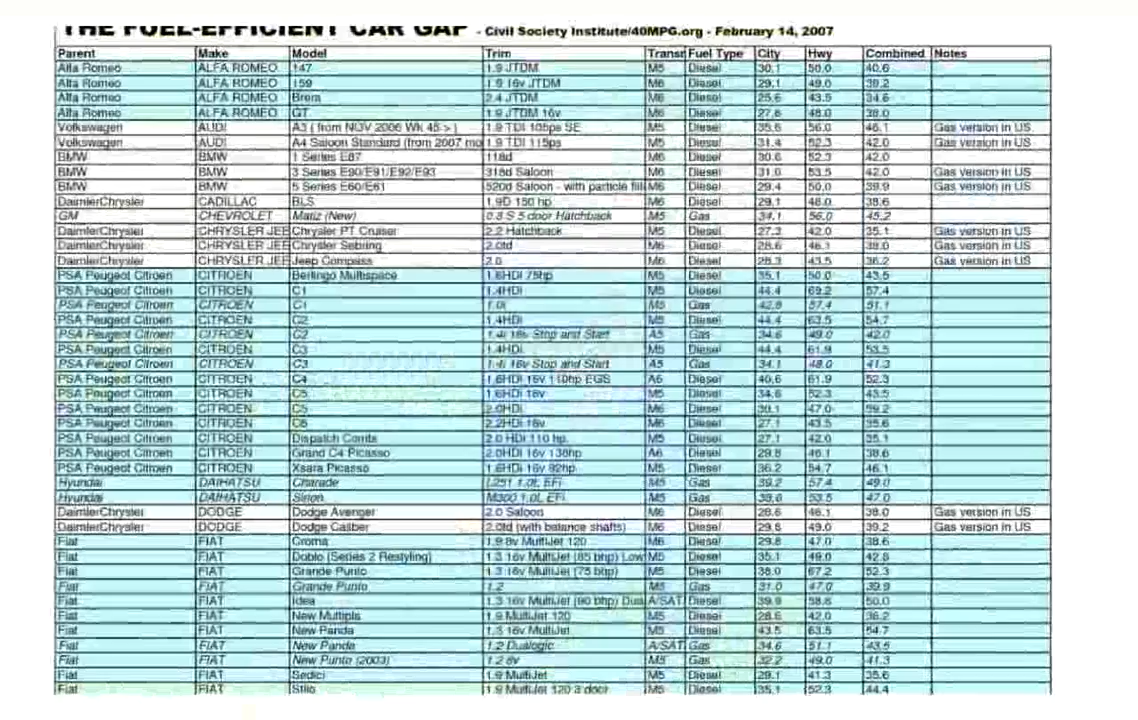 THE FUEL-EFFICIENT CAR GAP - Civil Society Institute/40MPG.org - February 14, 2007
Parent Make Model Trim Transt Fuel Type City Hwy Combined Notes
Alfa Romeo ALFA ROMEO 147 1.9 JTDM M5 Diesel 30.1 50.0 40.6
Alfa Romeo ALFA ROMEO 159 1.9 16v JTDM M6 Diesel 29.1 49.0 39.2
Alfa Romeo ALFA ROMEO Brera 2.4 JTDM M6 Diesel 25.6 43.5 34.6
Alfa Romeo ALFA ROMEO GT 1.9 JTDM 16v M6 Diesel 27.6 48.0 38.0
Volkswagen AUDI A3 ( from NOV 2006 Wk 45 > ) 1.9 TDI 105ps SE M5 Diesel 35.6 56.0 46.1 Gas version in US
Volkswagen AUDI A4 Saloon Standard (from 2007 mo 1.9 TDI 115ps M5 Diesel 31.4 52.3 42.0 Gas version in US
BMW BMW 1 Series E87 118d M6 Diesel 30.6 52.3 42.0
BMW BMW 3 Series E90/E91/E92/E93 318d Saloon M6 Diesel 31.0 53.5 42.0 Gas version in US
BMW BMW 5 Series E60/E61 520d Saloon - with particle filt M6 Diesel 29.4 50.0 39.9 Gas version in US
DaimlerChrysler CADILLAC BLS 1.9D 150 hp M6 Diesel 29.1 48.0 38.6
GM CHEVROLET Matiz (New) 0.8 S 5 door Hatchback M5 Gas 34.1 56.0 45.2
DaimlerChrysler CHRYSLER JEE Chrysler PT Cruiser 2.2 Hatchback M5 Diesel 27.3 42.0 35.1 Gas version in US
DaimlerChrysler CHRYSLER JEE Chrysler Sebring 2.0td M6 Diesel 28.6 46.1 38.0 Gas version in US
DaimlerChrysler CHRYSLER JEE Jeep Compass 2.0 M6 Diesel 28.3 43.5 36.2 Gas version in US
PSA Peugeot Citroen CITROEN Berlingo Multispace 1.6HDi 75hp M5 Diesel 35.1 50.0 43.5
PSA Peugeot Citroen CITROEN C1 1.4HDi M5 Diesel 44.4 69.2 57.4
PSA Peugeot Citroen CITROEN C1 1.0i M5 Gas 42.8 57.4 51.1
PSA Peugeot Citroen CITROEN C2 1.4HDi M5 Diesel 44.4 63.5 54.7
PSA Peugeot Citroen CITROEN C2 1.4i 16v Stop and Start A5 Gas 34.6 49.0 42.0
PSA Peugeot Citroen CITROEN C3 1.4HDi M5 Diesel 44.4 61.9 53.5
PSA Peugeot Citroen CITROEN C3 1.4i 16v Stop and Start A5 Gas 34.1 48.0 41.3
PSA Peugeot Citroen CITROEN C4 1.6HDi 16v 110hp EGS A6 Diesel 40.6 61.9 52.3
PSA Peugeot Citroen CITROEN C5 1.6HDi 16v M5 Diesel 34.6 52.3 43.5
PSA Peugeot Citroen CITROEN C5 2.0HDi M6 Diesel 30.1 47.0 39.2
PSA Peugeot Citroen CITROEN C6 2.2HDi 16v M6 Diesel 27.1 43.5 35.6
PSA Peugeot Citroen CITROEN Dispatch Combi 2.0 HDi 110 hp. M6 Diesel 27.1 42.0 35.1
PSA Peugeot Citroen CITROEN Grand C4 Picasso 2.0HDi 16v 138hp A6 Diesel 29.8 46.1 38.6
PSA Peugeot Citroen CITROEN Xsara Picasso 1.6HDi 16v 92hp M5 Diesel 36.2 54.7 46.1
Hyundai DAIHATSU Charade L251 1.0L EFi M5 Gas 39.2 57.4 49.0
Hyundai DAIHATSU Sirion M300 1.0L EFi M5 Gas 38.6 53.5 47.0
DaimlerChrysler DODGE Dodge Avenger 2.0 Saloon M6 Diesel 28.6 46.1 38.0 Gas version in US
DaimlerChrysler DODGE Dodge Caliber 2.0td (with balance shafts) M6 Diesel 29.8 49.0 39.2 Gas version in US
Fiat FIAT Croma 1.9 8v MultiJet 120 M6 Diesel 29.8 47.0 38.6
Fiat FIAT Doblo (Series 2 Restyling) 1.3 16v MultiJet (85 bhp) Low M5 Diesel 35.1 49.0 42.8
Fiat FIAT Grande Punto 1.3 16v MultiJet (75 bhp) M5 Diesel 38.0 67.2 52.3
Fiat FIAT Grande Punto 1.2 M5 Gas 31.0 47.0 39.9
Fiat FIAT Idea 1.3 16v MultiJet (90 bhp) Dua A/SAT Diesel 39.9 58.8 50.0
Fiat FIAT New Multipla 1.9 MultiJet 120 M5 Diesel 28.6 42.0 36.2
Fiat FIAT New Panda 1.3 16v MultiJet M5 Diesel 43.5 63.5 54.7
Fiat FIAT New Panda 1.2 Dualogic A/SAT Gas 34.6 51.1 43.5
Fiat FIAT New Punto (2003) 1.2 8v M5 Gas 32.2 49.0 41.3
Fiat FIAT Sedici 1.9 MultiJet M6 Diesel 29.1 41.3 35.6
Fiat FIAT Stilo 1.9 MultiJet 120 3 door M6 Diesel 35.1 52.3 44.4